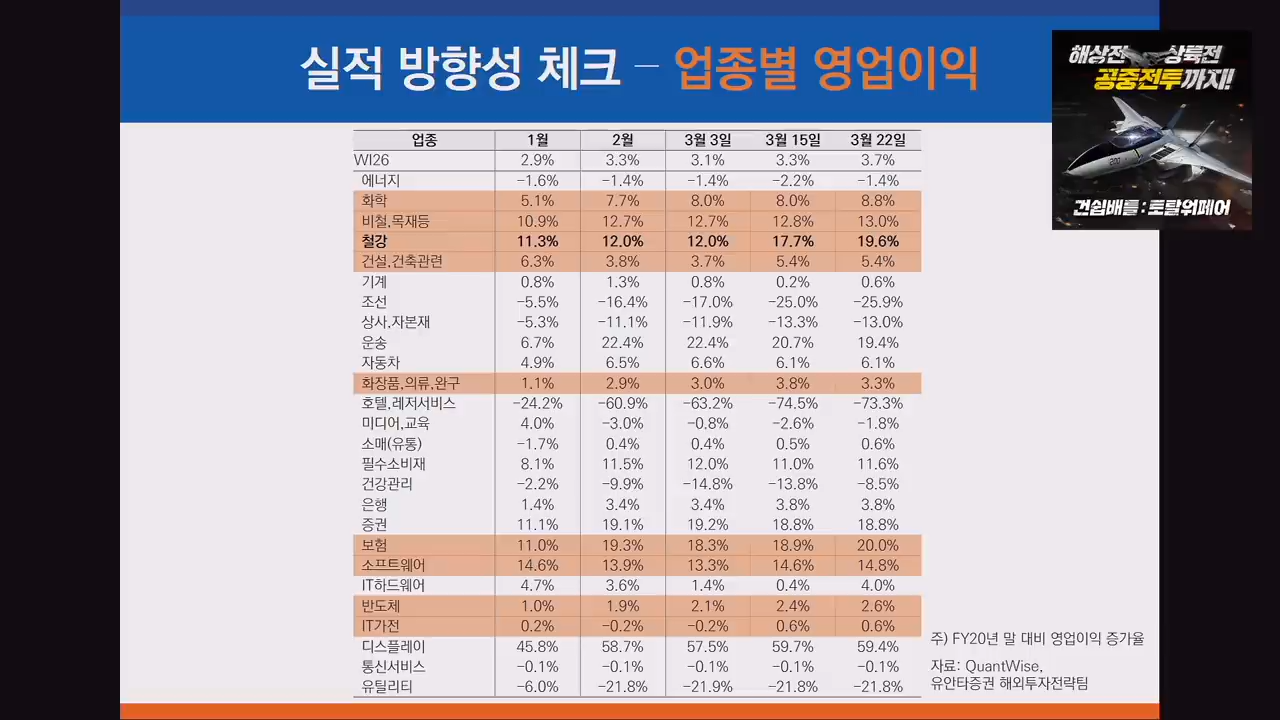 실적 방향성 체크 – 업종별 영업이익
해상전 상륙전
공중전투까지!
200
건쉽배틀:토탈워페어
업종 1월 2월 3월 3일 3월 15일 3월 22일
WI26 2.9% 3.3% 3.1% 3.3% 3.7%
에너지 -1.6% -1.4% -1.4% -2.2% -1.4%
화학 5.1% 7.7% 8.0% 8.0% 8.8%
비철,목재등 10.9% 12.7% 12.7% 12.8% 13.0%
철강 11.3% 12.0% 12.0% 17.7% 19.6%
건설,건축관련 6.3% 3.8% 3.7% 5.4% 5.4%
기계 0.8% 1.3% 0.8% 0.2% 0.6%
조선 -5.5% -16.4% -17.0% -25.0% -25.9%
상사,자본재 -5.3% -11.1% -11.9% -13.3% -13.0%
운송 6.7% 22.4% 22.4% 20.7% 19.4%
자동차 4.9% 6.5% 6.6% 6.1% 6.1%
화장품,의류,완구 1.1% 2.9% 3.0% 3.8% 3.3%
호텔,레저서비스 -24.2% -60.9% -63.2% -74.5% -73.3%
미디어,교육 4.0% -3.0% -0.8% -2.6% -1.8%
소매(유통) -1.7% 0.4% 0.4% 0.5% 0.6%
필수소비재 8.1% 11.5% 12.0% 11.0% 11.6%
건강관리 -2.2% -9.9% -14.8% -13.8% -8.5%
은행 1.4% 3.4% 3.4% 3.8% 3.8%
증권 11.1% 19.1% 19.2% 18.8% 18.8%
보험 11.0% 19.3% 18.3% 18.9% 20.0%
소프트웨어 14.6% 13.9% 13.3% 14.6% 14.8%
IT하드웨어 4.7% 3.6% 1.4% 0.4% 4.0%
반도체 1.0% 1.9% 2.1% 2.4% 2.6%
IT가전 0.2% -0.2% -0.2% 0.6% 0.6%
디스플레이 45.8% 58.7% 57.5% 59.7% 59.4%
통신서비스 -0.1% -0.1% -0.1% -0.1% -0.1%
유틸리티 -6.0% -21.8% -21.9% -21.8% -21.8%
주) FY20년 말 대비 영업이익 증가율
자료: QuantWise,
유안타증권 해외투자전략팀